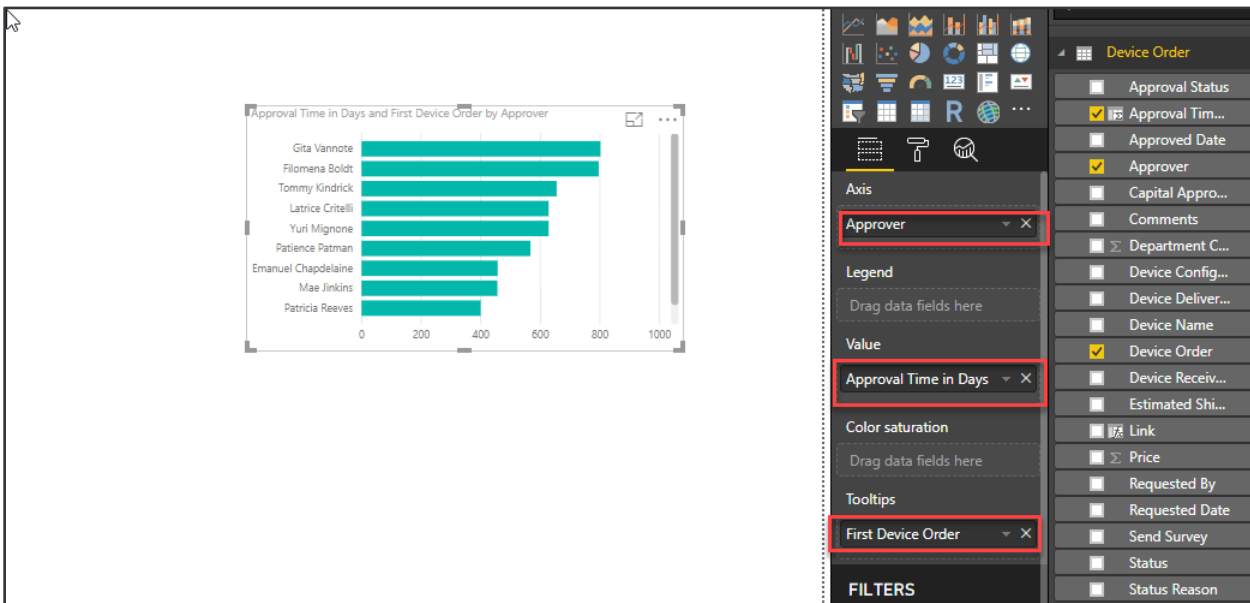 Approval Time in Days and First Device Order by Approver
Gita Vannote
Filomena Boldt
Tommy Kindrick
Latrice Critelli
Yuri Mignone
Patience Patman
Emanuel Chapdelaine
Mae Jinkins
Patricia Reeves
0 200 400 600 800 1000
123
R
Axis
Approver
Legend
Drag data fields here
Value
Approval Time in Days
Color saturation
Drag data fields here
Tooltips
First Device Order
FILTERS
Device Order
Approval Status
Approval Tim...
Approved Date
Approver
Capital Appro...
Comments
Σ Department C...
Device Config...
Device Deliver...
Device Name
Device Order
Device Receiv...
Estimated Shi...
Link
Σ Price
Requested By
Requested Date
Send Survey
Status
Status Reason